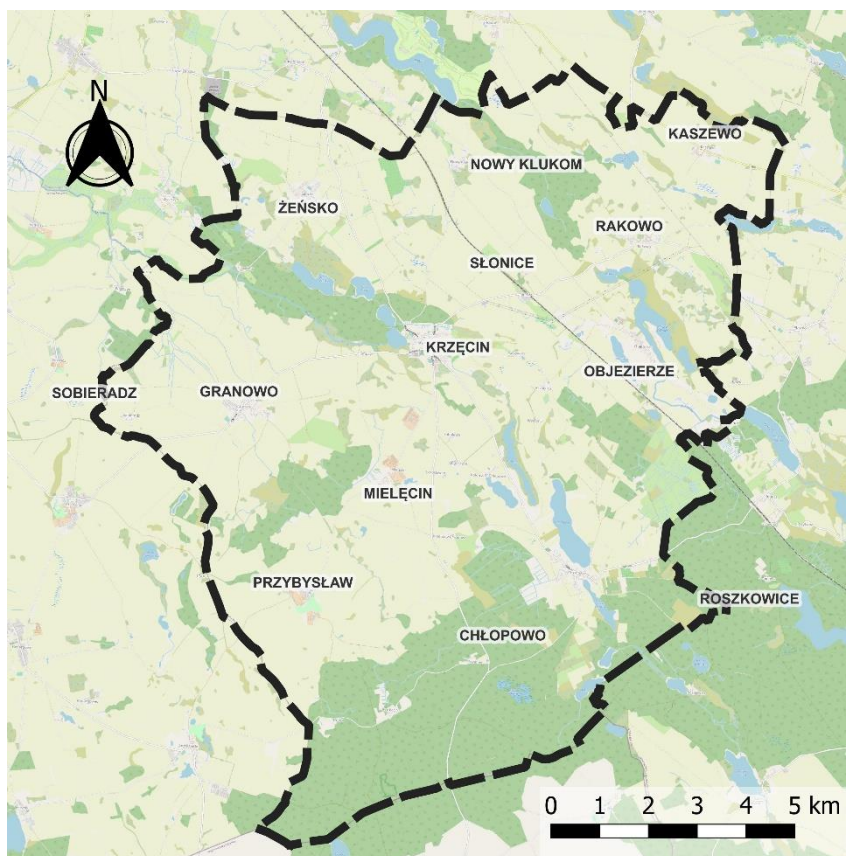 N
KASZEWO
NOWY KLUKOM
ŻEŃSKO
RAKOWO
SŁONICE
KRZĘCIN
OBJEZIERZE
SOBIERADZ
GRANOWO
MIELĘCIN
PRZYBYSŁAW
ROSZKOWICE
CHŁOPOWO
0 1 2 3 4 5 km